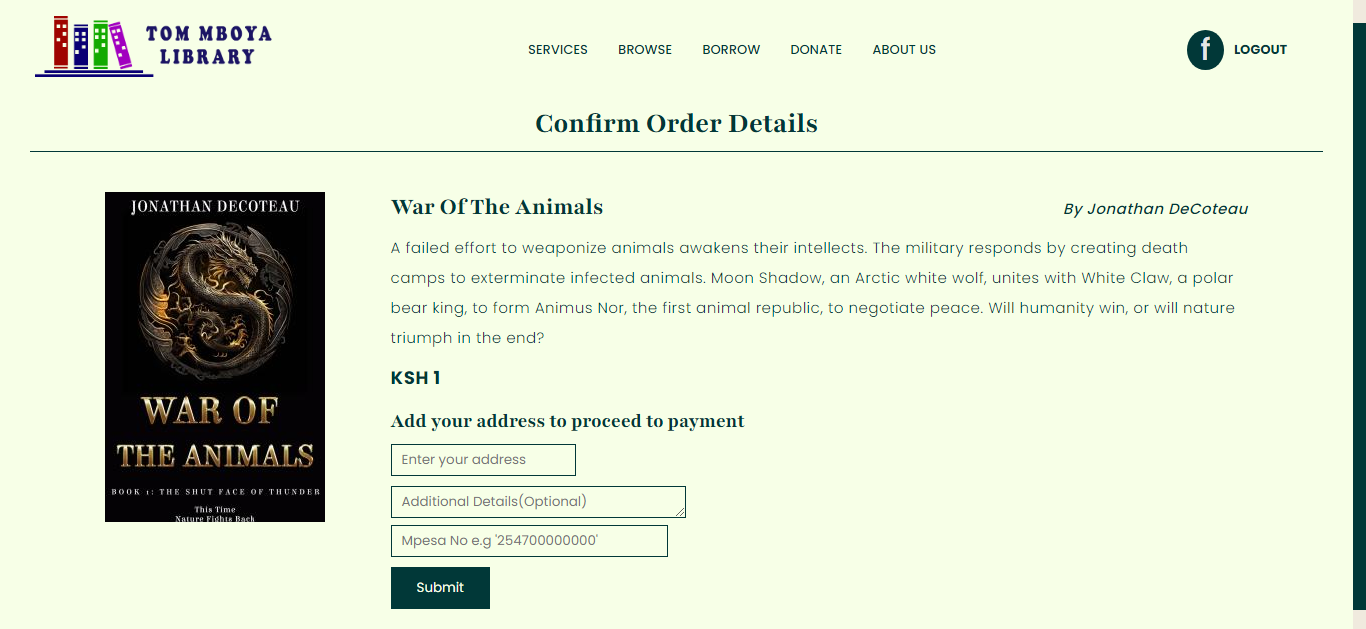 TOM MBOYA
LIBRARY
SERVICES BROWSE BORROW DONATE ABOUT US
f LOGOUT
Confirm Order Details
JONATHAN DECOTEAU
WAR OF
THE ANIMALS
BOOK 1: THE SHUT FACE OF THUNDER
This Time
Nature Fights Back
War Of The Animals
By Jonathan DeCoteau
A failed effort to weaponize animals awakens their intellects. The military responds by creating death
camps to exterminate infected animals. Moon Shadow, an Arctic white wolf, unites with White Claw, a polar
bear king, to form Animus Nor, the first animal republic, to negotiate peace. Will humanity win, or will nature
triumph in the end?
KSH 1
Add your address to proceed to payment
Enter your address
Additional Details(Optional)
Mpesa No e.g '254700000000'
Submit